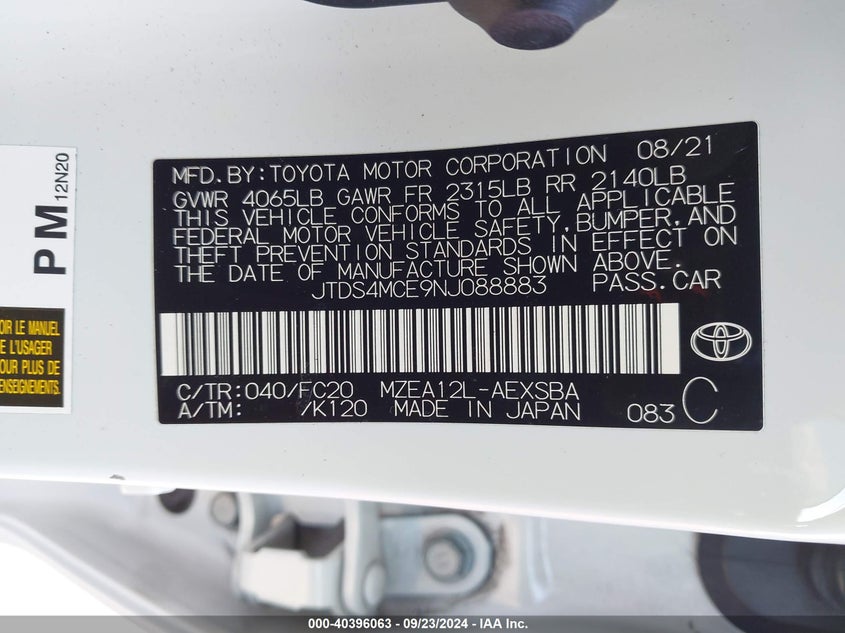 MFD. BY: TOYOTA MOTOR CORPORATION 08/21
GVWR 4065LB GAWR FR 2315LB RR 2140LB
THIS VEHICLE CONFORMS TO ALL APPLICABLE
FEDERAL MOTOR VEHICLE SAFETY, BUMPER, AND
THEFT PREVENTION STANDARDS IN EFFECT ON
THE DATE OF MANUFACTURE SHOWN ABOVE.
JTDS4MCE9NJ088883 PASS. CAR
C/TR: 040/FC20 MZEA12L-AEXSBA
A/TM: /K120 MADE IN JAPAN 083 C
PM
12N20
OIR LE MANUEL
E L'USAGER
OUR PLUS DE
ENSEIGNEMENTS
000-40396063 - 09/23/2024 - IAA Inc.